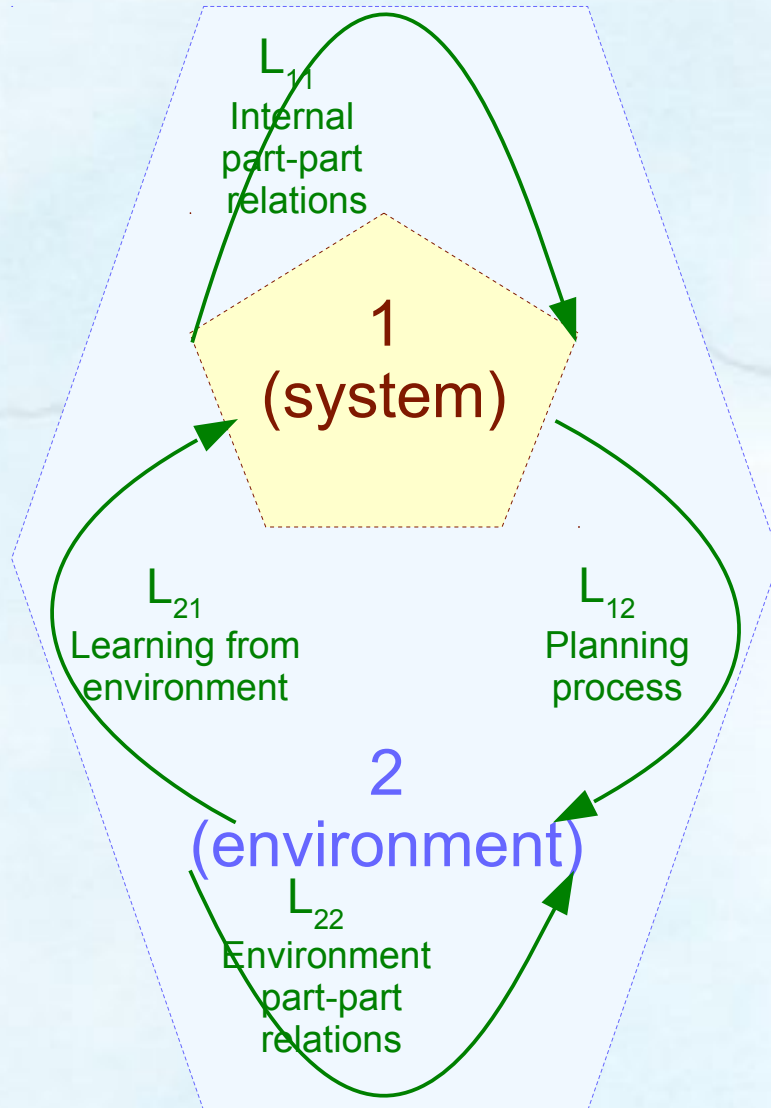 L₁₁
Internal
part-part
relations
1
(system)
L₂₁
Learning from
environment
L₁₂
Planning
process
2
(environment)
L₂₂
Environment
part-part
relations